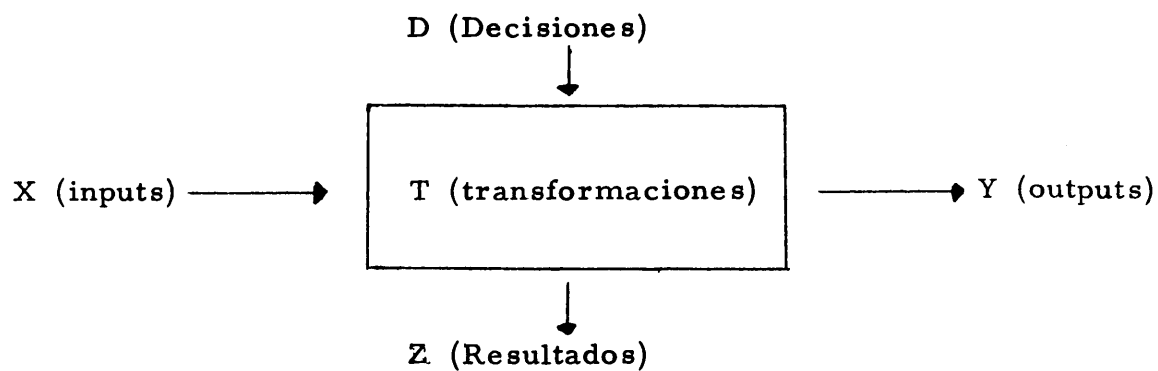 D (Decisiones)
X (inputs)
T (transformaciones)
Y (outputs)
Z (Resultados)